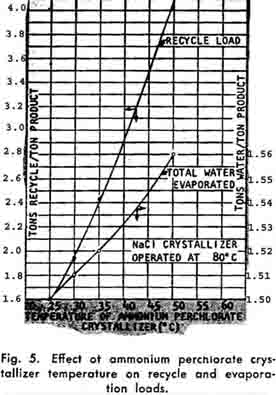 4.0
3.8
3.6
3.4
3.2
3.0
2.8
2.6
2.4
2.2
2.0
1.8
1.6
TONS RECYCLE/TON PRODUCT
RECYCLE LOAD
TOTAL WATER
EVAPORATED
NaCl CRYSTALLIZER
OPERATED AT 80°C
TONS WATER/TON PRODUCT
1.56
1.55
1.54
1.53
1.52
1.51
1.50
20 25 30 35 40 45 50 55 60
TEMPERATURE OF AMMONIUM PERCHLORATE
CRYSTALLIZER(°C)
Fig. 5. Effect of ammonium perchlorate crys-
tallizer temperature on recycle and evapora-
tion loads.